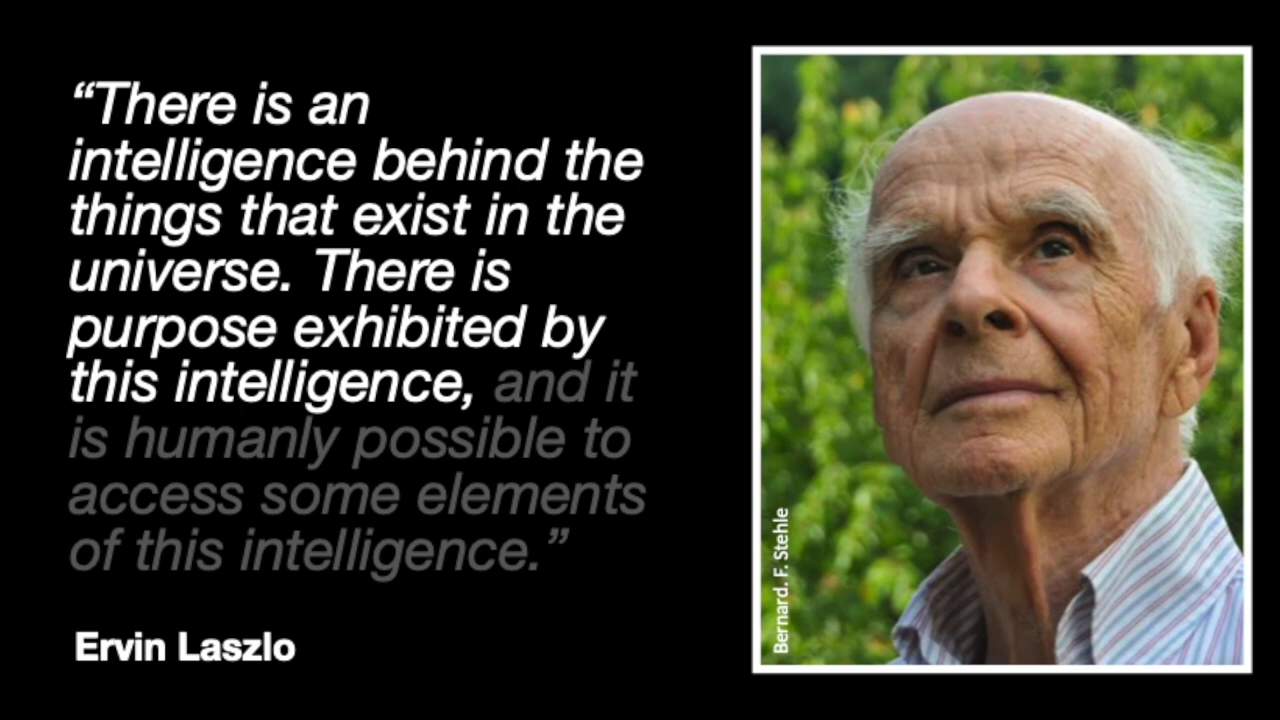 “There is an
intelligence behind the
things that exist in the
universe. There is
purpose exhibited by
this intelligence, and it
is humanly possible to
access some elements
of this intelligence.”
Ervin Laszlo
Bernard. F. Stehle